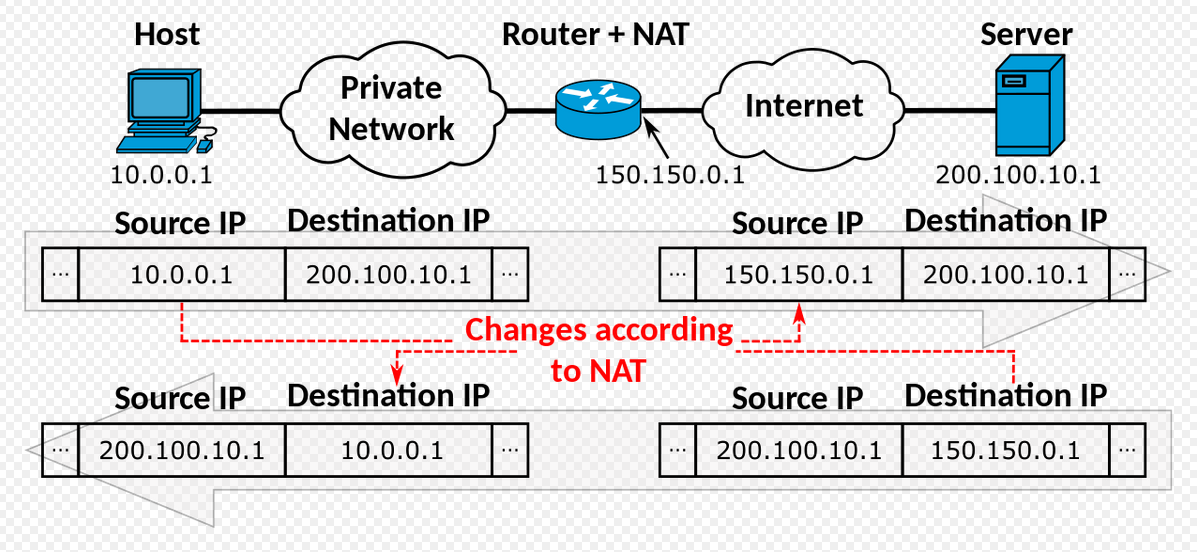 Host
Router + NAT
Server
Private
Network
Internet
10.0.0.1
150.150.0.1
200.100.10.1
Source IP
Destination IP
Source IP
Destination IP
...
10.0.0.1
200.100.10.1
...
...
150.150.0.1
200.100.10.1
...
Changes according
to NAT
Source IP
Destination IP
Source IP
Destination IP
...
200.100.10.1
10.0.0.1
...
...
200.100.10.1
150.150.0.1
...